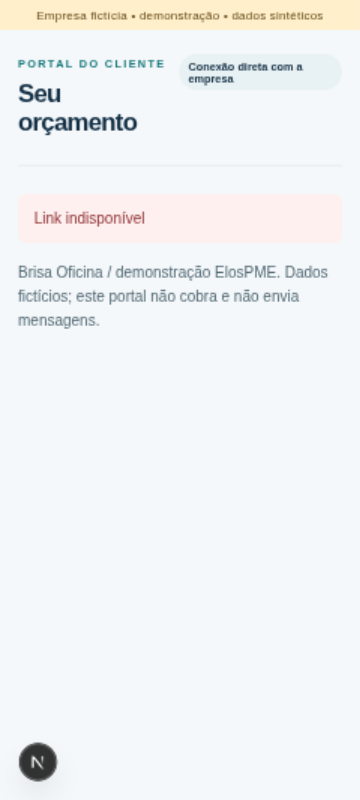 Empresa fictícia • demonstração • dados sintéticos
PORTAL DO CLIENTE
Conexão direta com a
empresa
Seu
orçamento
Link indisponível
Brisa Oficina / demonstração ElosPME. Dados
fictícios; este portal não cobra e não envia
mensagens.
N